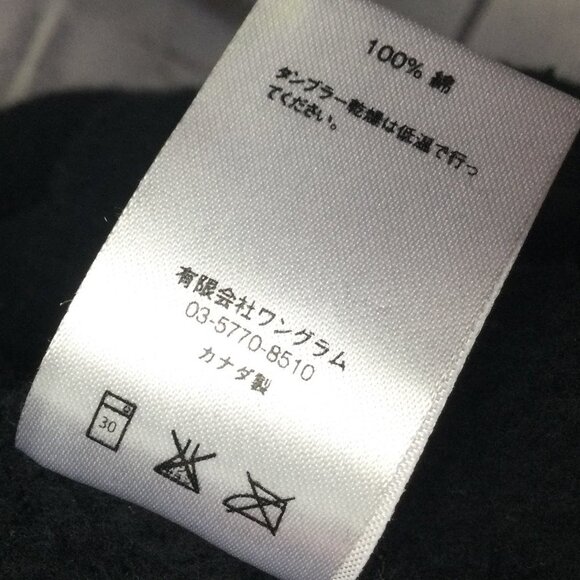 100% 綿
タンブラー乾燥は低温で行っ
てください。
有限会社ワングラム
03-5770-8510
カナダ製
30